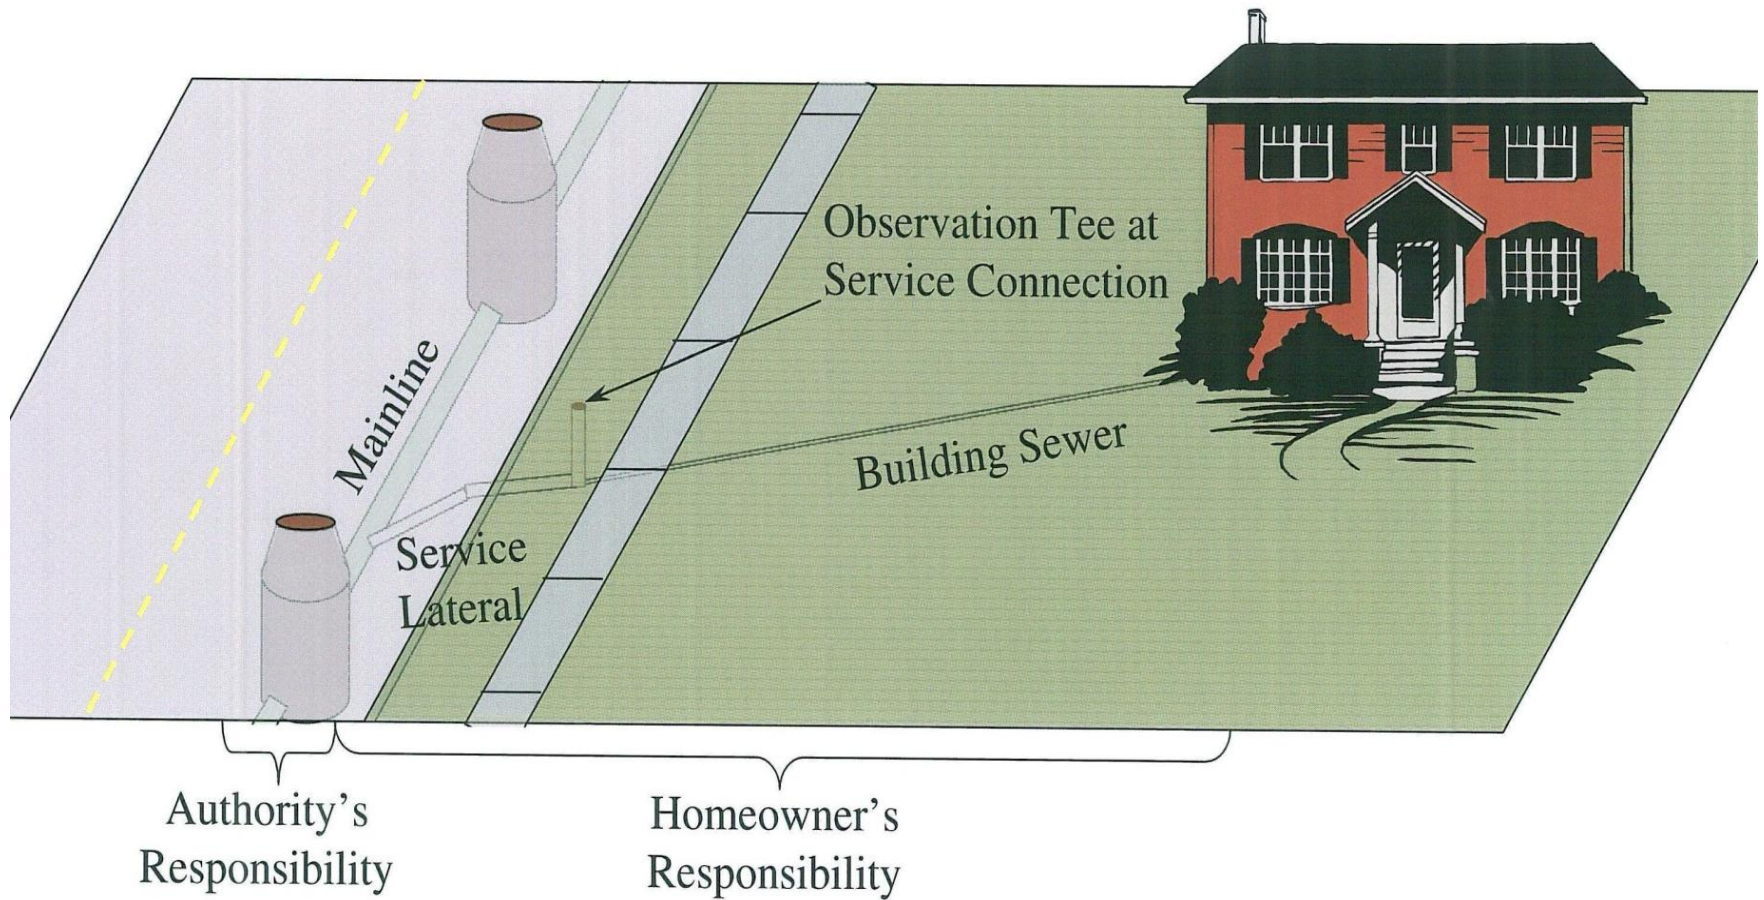 Observation Tee at
Service Connection
Mainline
Building Sewer
Service
Lateral
Authority's
Responsibility
Homeowner's
Responsibility